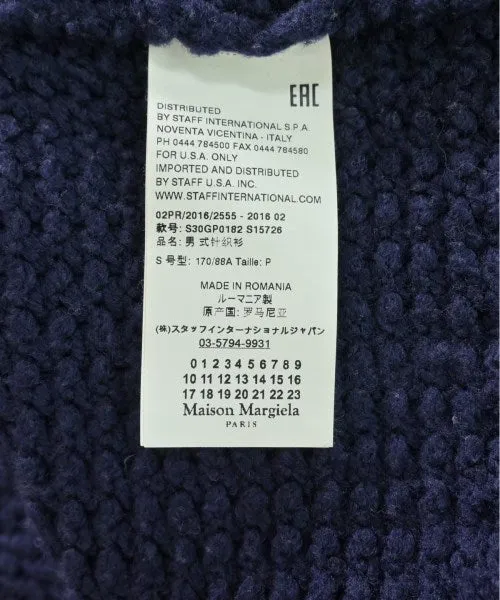 EAC
DISTRIBUTED
BY STAFF INTERNATIONAL S.P.A.
NOVENTA VICENTINA - ITALY
PH 0444 784500 FAX 0444 784580
FOR U.S.A. ONLY
IMPORTED AND DISTRIBUTED
BY STAFF U.S.A. INC.
WWW.STAFFINTERNATIONAL.COM
02PR/2016/2555 - 2016 02
款号: S30GP0182 S15726
品名: 男 式针织衫
S 号型: 170/88A Taille: P
MADE IN ROMANIA
ルーマニア製
原产国: 罗马尼亚
(株)スタッフインターナショナルジャパン
03-5794-9931
0 1 2 3 4 5 6 7 8 9
10 11 12 13 14 15 16
17 18 19 20 21 22 23
Maison Margiela
PARIS